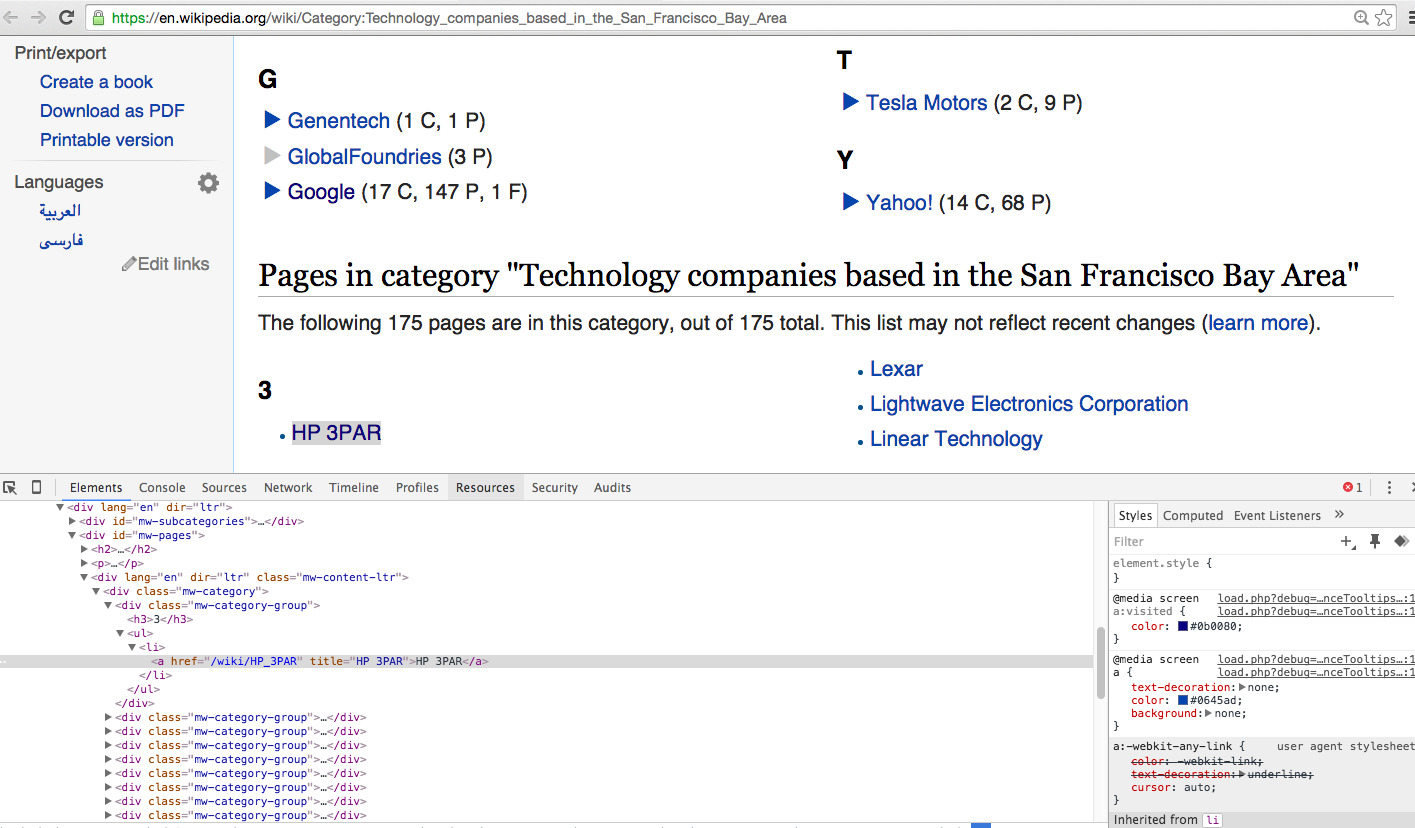 https://en.wikipedia.org/wiki/Category:Technology_companies_based_in_the_San_Francisco_Bay_Area
Print/export
Create a book
Download as PDF
Printable version
Languages
العربية
فارسی
Edit links
G
Genentech (1 C, 1 P)
GlobalFoundries (3 P)
Google (17 C, 147 P, 1 F)
T
Tesla Motors (2 C, 9 P)
Y
Yahoo! (14 C, 68 P)
Pages in category "Technology companies based in the San Francisco Bay Area"
The following 175 pages are in this category, out of 175 total. This list may not reflect recent changes (learn more).
3
• HP 3PAR
• Lexar
• Lightwave Electronics Corporation
• Linear Technology
Elements Console Sources Network Timeline Profiles Resources Security Audits 1
<div lang="en" dir="ltr">
<div id="mw-subcategories">…</div>
<div id="mw-pages">
<h2>…</h2>
<p>…</p>
<div lang="en" dir="ltr" class="mw-content-ltr">
<div class="mw-category">
<div class="mw-category-group">
<h3>3</h3>
<ul>
<li>
<a href="/wiki/HP_3PAR" title="HP 3PAR">HP 3PAR</a>
</li>
</ul>
</div>
<div class="mw-category-group">…</div>
<div class="mw-category-group">…</div>
<div class="mw-category-group">…</div>
<div class="mw-category-group">…</div>
<div class="mw-category-group">…</div>
<div class="mw-category-group">…</div>
<div class="mw-category-group">…</div>
<div class="mw-category-group">…</div>
Styles Computed Event Listeners »
Filter
element.style {
}
@media screen load.php?debug=…nceTooltips…:1
a:visited { load.php?debug=…nceTooltips…:1
color: #0b0080;
}
@media screen load.php?debug=…nceTooltips…:1
a { load.php?debug=…nceTooltips…:1
text-decoration: none;
color: #0645ad;
background: none;
}
a:-webkit-any-link { user agent stylesheet
color: -webkit-link;
text-decoration: underline;
cursor: auto;
}
Inherited from li